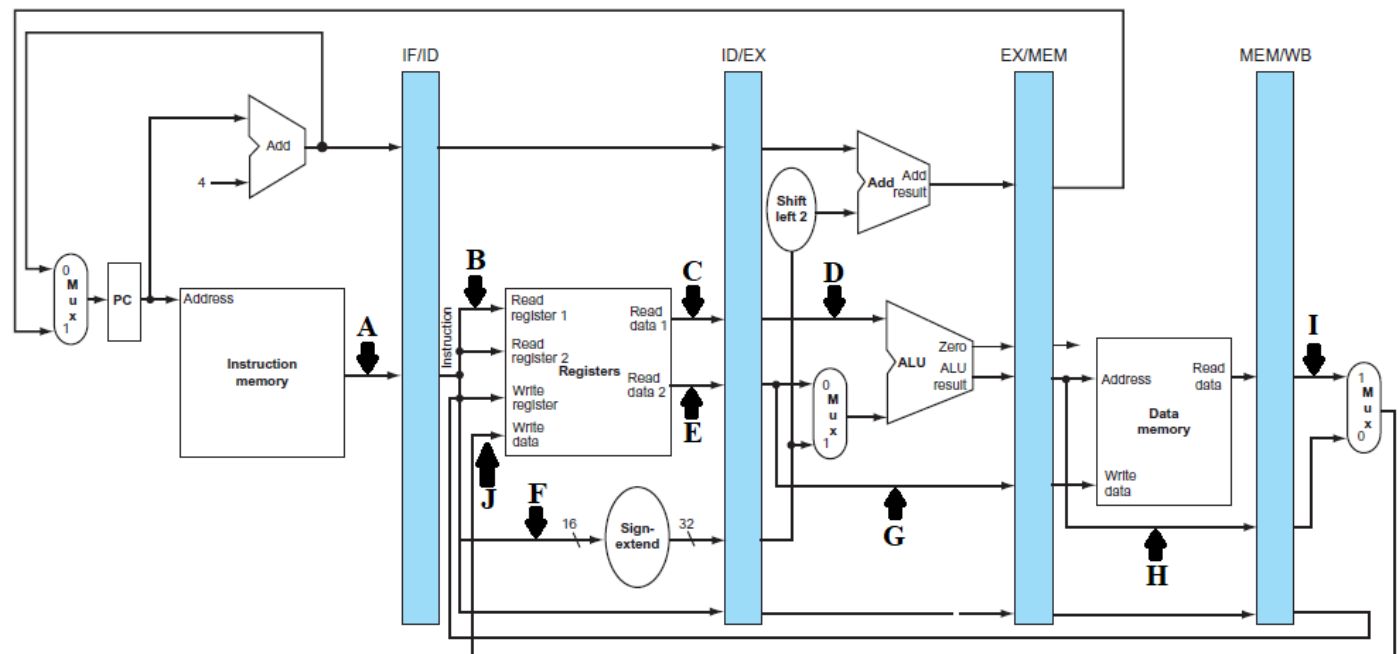 IF/ID
ID/EX
EX/MEM
MEM/WB
Add
4
Shift
left 2
Add
Add
result
0
M
u
x
1
PC
Address
Instruction
memory
A
Instruction
B
Read
register 1
Read
register 2
Write
register
Write
data
Registers
Read
data 1
Read
data 2
C
E
J
F
16
Sign-
extend
32
D
0
M
u
x
1
ALU
Zero
ALU
result
G
Address
Read
data
Data
memory
Write
data
H
I
1
M
u
x
0